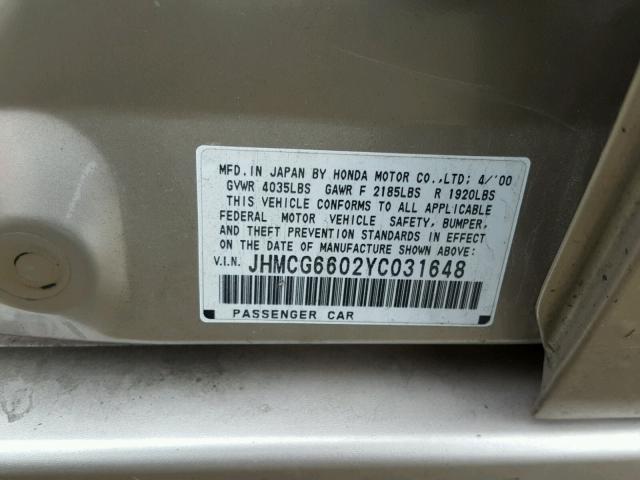 MFD.IN JAPAN BY HONDA MOTOR CO.,LTD; 4/'00
GVWR 4035LBS GAWR F 2185LBS R 1920LBS
THIS VEHICLE CONFORMS TO ALL APPLICABLE
FEDERAL MOTOR VEHICLE SAFETY, BUMPER,
AND THEFT PREVENTION STANDARDS IN EFFECT
ON THE DATE OF MANUFACTURE SHOWN ABOVE:
V.I.N. JHMCG6602YC031648
PASSENGER CAR